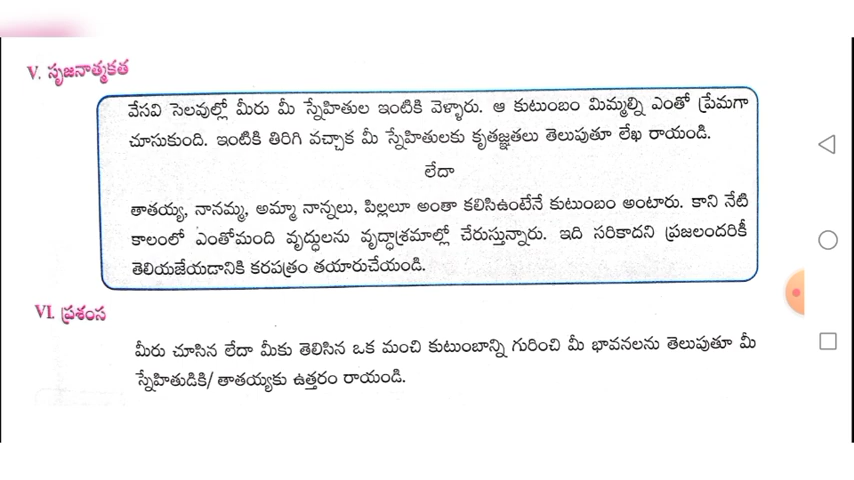 V. సృజనాత్మకత
వేసవి సెలవుల్లో మీరు మీ స్నేహితుల ఇంటికి వెళ్ళారు. ఆ కుటుంబం మిమ్మల్ని ఎంతో ప్రేమగా
చూసుకుంది. ఇంటికి తిరిగి వచ్చాక మీ స్నేహితులకు కృతజ్ఞతలు తెలుపుతూ లేఖ రాయండి.
లేదా
తాతయ్య, నానమ్మ, అమ్మా నాన్నలు, పిల్లలూ అంతా కలిసిఉంటేనే కుటుంబం అంటారు. కాని నేటి
కాలంలో ఎంతోమంది వృద్ధులను వృద్ధాశ్రమాల్లో చేరుస్తున్నారు. ఇది సరికాదని ప్రజలందరికీ
తెలియజేయడానికి కరపత్రం తయారుచేయండి.
VI. ప్రశంస
మీరు చూసిన లేదా మీకు తెలిసిన ఒక మంచి కుటుంబాన్ని గురించి మీ భావనలను తెలుపుతూ మీ
స్నేహితుడికి/ తాతయ్యకు ఉత్తరం రాయండి.